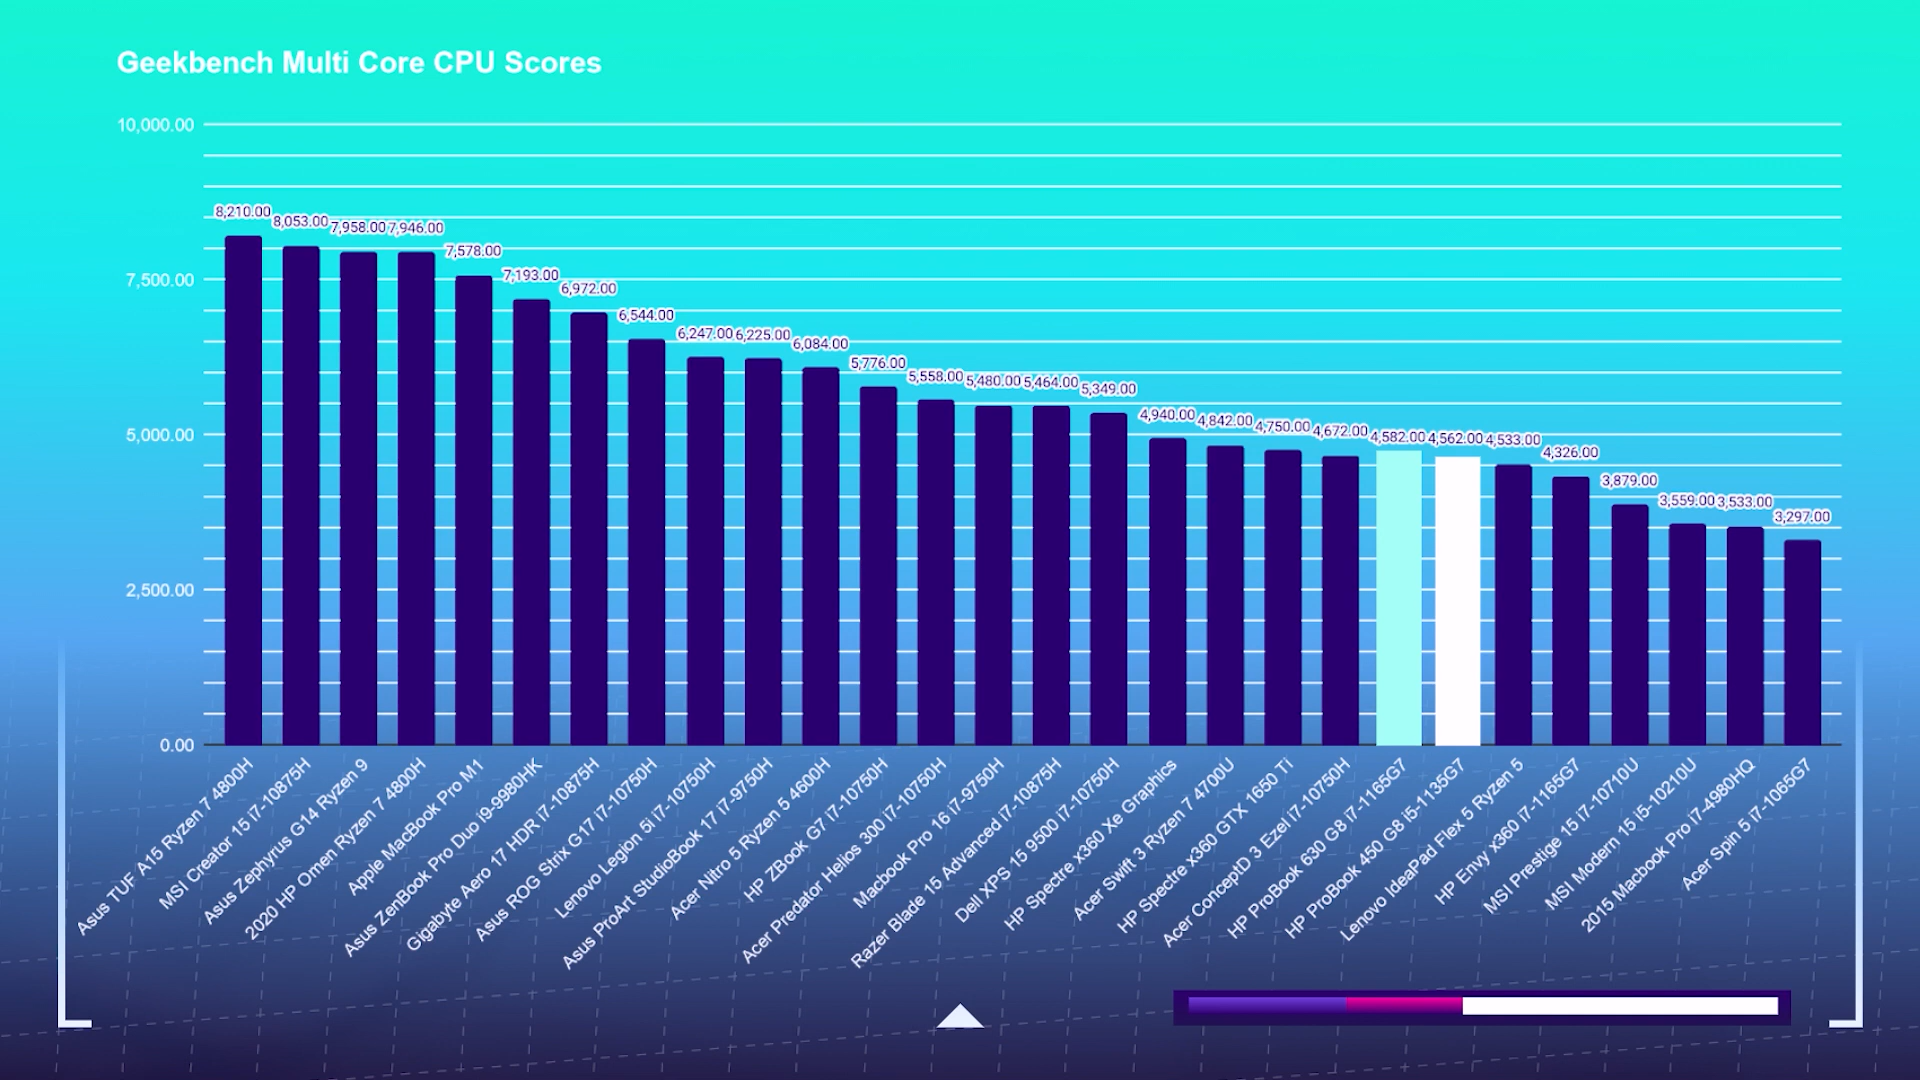 Geekbench Multi Core CPU Scores
10,000.00
7,500.00
5,000.00
2,500.00
0.00
8,210.00
8,053.00
7,958.00
7,946.00
7,578.00
7,193.00
6,972.00
6,544.00
6,247.00
6,225.00
6,084.00
5,776.00
5,558.00
5,480.00
5,464.00
5,349.00
4,940.00
4,842.00
4,750.00
4,672.00
4,582.00
4,562.00
4,533.00
4,326.00
3,879.00
3,559.00
3,533.00
3,297.00
Asus TUF A15 Ryzen 7 4800H
MSI Creator 15 i7-10875H
Asus Zephyrus G14 Ryzen 9
2020 HP Omen Ryzen 7 4800H
Apple MacBook Pro M1
Asus ZenBook Pro Duo i9-9980HK
Gigabyte Aero 17 HDR i7-10875H
Asus ROG Strix G17 i7-10750H
Lenovo Legion 5i i7-10750H
Asus ProArt StudioBook 17 i7-9750H
Acer Nitro 5 Ryzen 5 4600H
HP ZBook G7 i7-10750H
Acer Predator Helios 300 i7-10750H
Macbook Pro 16 i7-9750H
Razer Blade 15 Advanced i7-10875H
Dell XPS 15 9500 i7-10750H
HP Spectre x360 Xe Graphics
Acer Swift 3 Ryzen 7 4700U
HP Spectre x360 GTX 1650 Ti
Acer ConceptD 3 Ezel i7-10750H
HP ProBook 630 G8 i7-1165G7
HP ProBook 450 G8 i5-1135G7
Lenovo IdeaPad Flex 5 Ryzen 5
HP Envy x360 i7-1165G7
MSI Prestige 15 i7-10710U
MSI Modern 15 i5-10210U
2015 Macbook Pro i7-4980HQ
Acer Spin 5 i7-1065G7